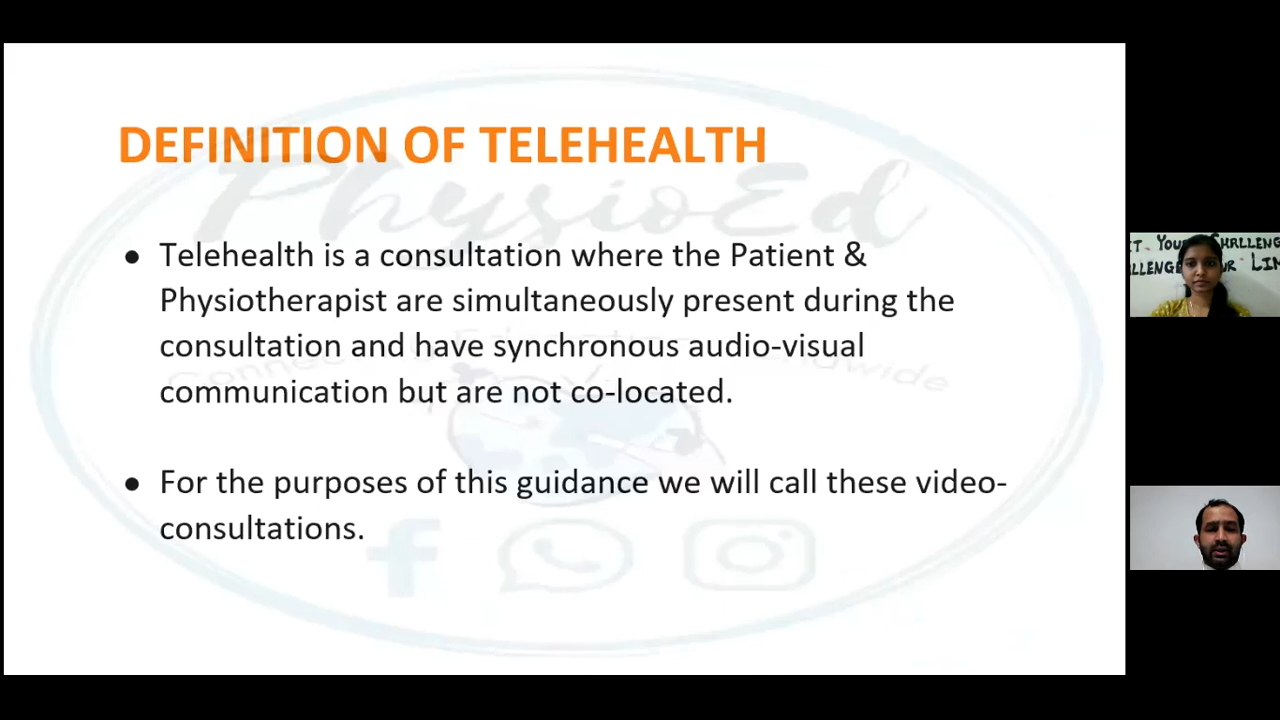 DEFINITION OF TELEHEALTH
PhysioEd
● Telehealth is a consultation where the Patient &
Physiotherapist are simultaneously present during the
consultation and have synchronous audio-visual
communication but are not co-located.
● For the purposes of this guidance we will call these video-
consultations.